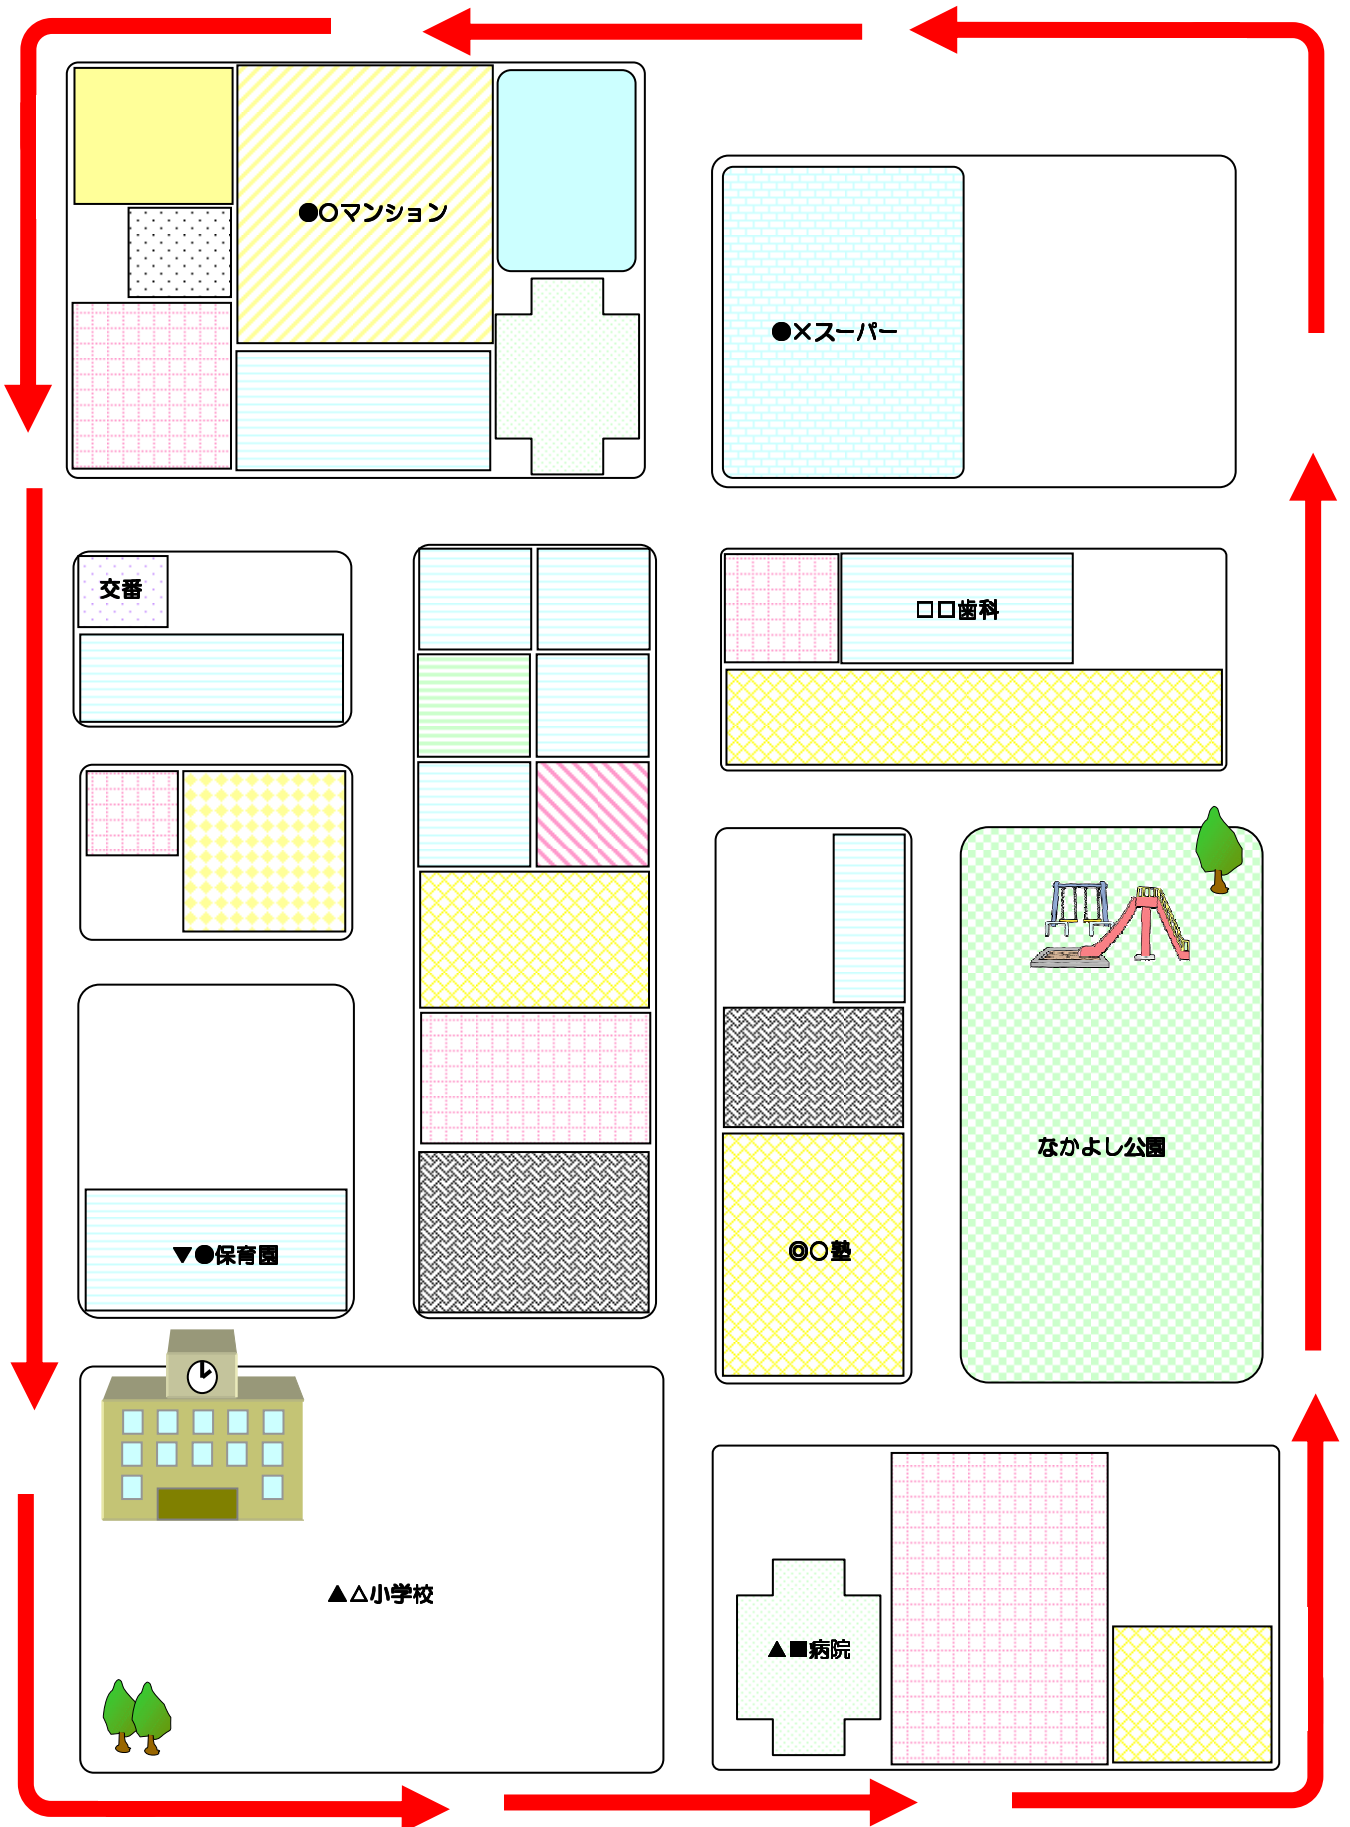 ●○マンション
●×スーパー
交番
□□歯科
なかよし公園
▼●保育園
◎○塾
▲△小学校
▲■病院